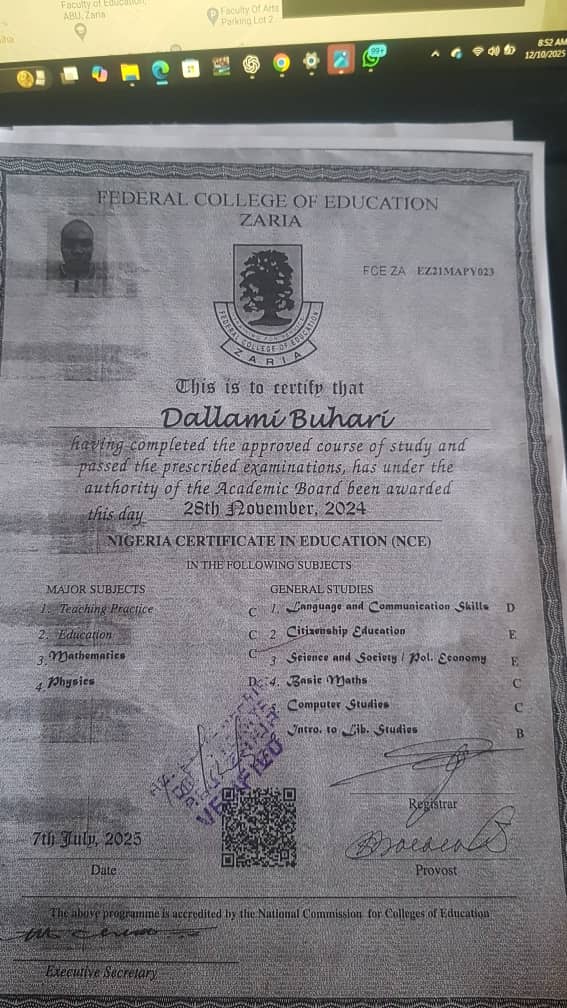 Faculty of Education,
ABU, Zaria
Faculty Of Arts
Parking Lot 2
99+
8:52 AM
12/10/2025
FEDERAL COLLEGE OF EDUCATION
ZARIA
FCE ZA EZ21MAPY023
FEDERAL COLLEGE OF EDUCATION
ZARIA
This is to certify that
Dallami Buhari
having completed the approved course of study and
passed the prescribed examinations, has under the
authority of the Academic Board been awarded
this day 28th November, 2024
NIGERIA CERTIFICATE IN EDUCATION (NCE)
IN THE FOLLOWING SUBJECTS
MAJOR SUBJECTS
1. Teaching Practice C
2. Education C
3. Mathematics C
4. Physics D
GENERAL STUDIES
1. Language and Communication Skills D
2 Citizenship Education E
3 Science and Society / Pol. Economy E
4. Basic Maths C
Computer Studies C
Intro. to Lib. Studies B
VERIFIED
Registrar
7th July, 2025
Date
Provost
The above programme is accredited by the National Commission for Colleges of Education
Executive Secretary